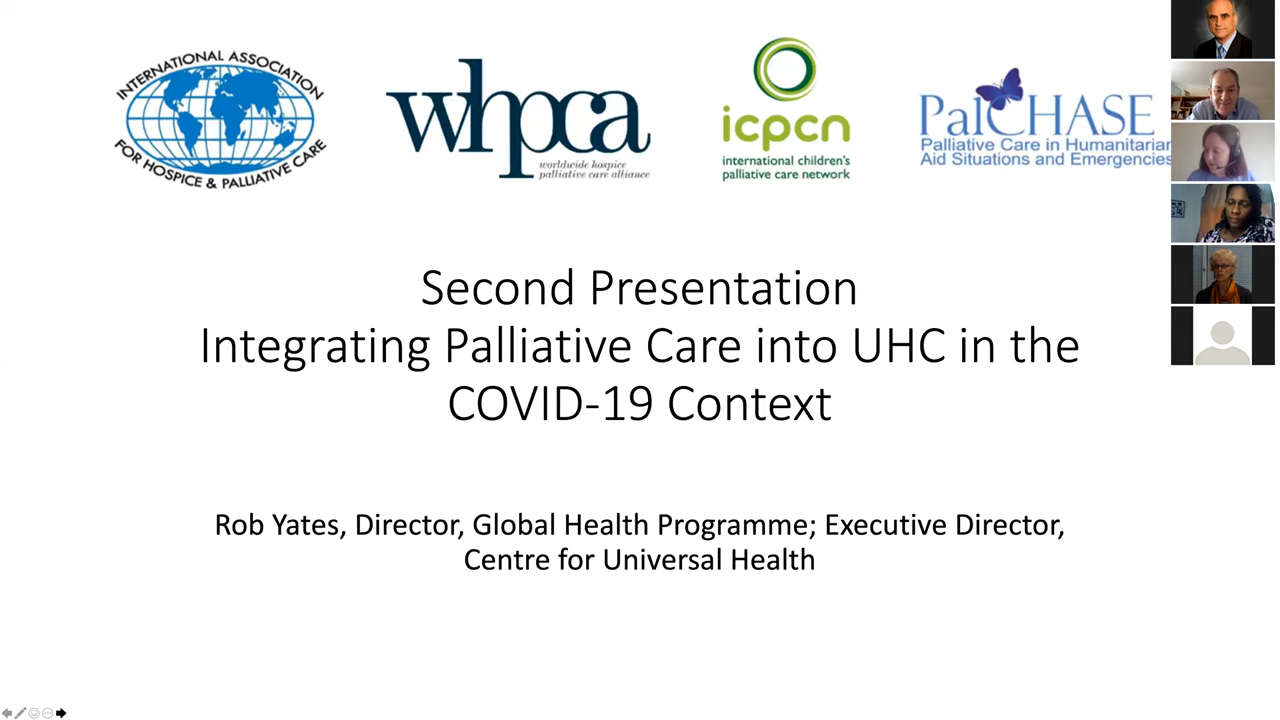 INTERNATIONAL ASSOCIATION
FOR HOSPICE & PALLIATIVE CARE
whpca
worldwide hospice
palliative care alliance
icpcn
international children's
palliative care network
PalCHASE
Palliative Care in Humanitarian
Aid Situations and Emergencies
Second Presentation
Integrating Palliative Care into UHC in the
COVID-19 Context
Rob Yates, Director, Global Health Programme; Executive Director,
Centre for Universal Health